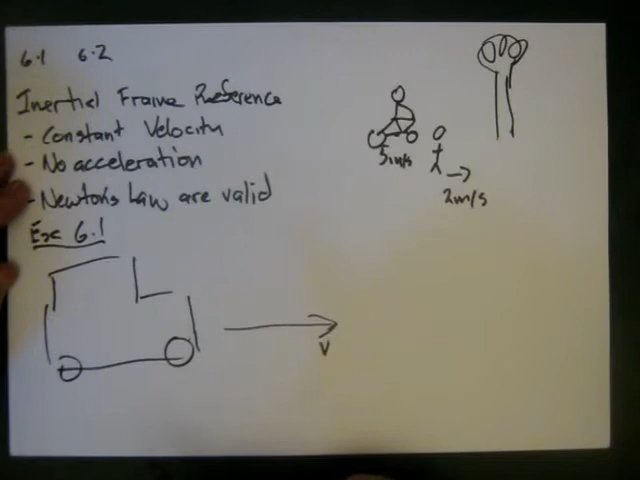 6.1 6.2
Inertial Frame Reference
- Constant Velocity
- No acceleration
- Newton's Law are valid
Exc 6.1
5m/s
2m/s
v